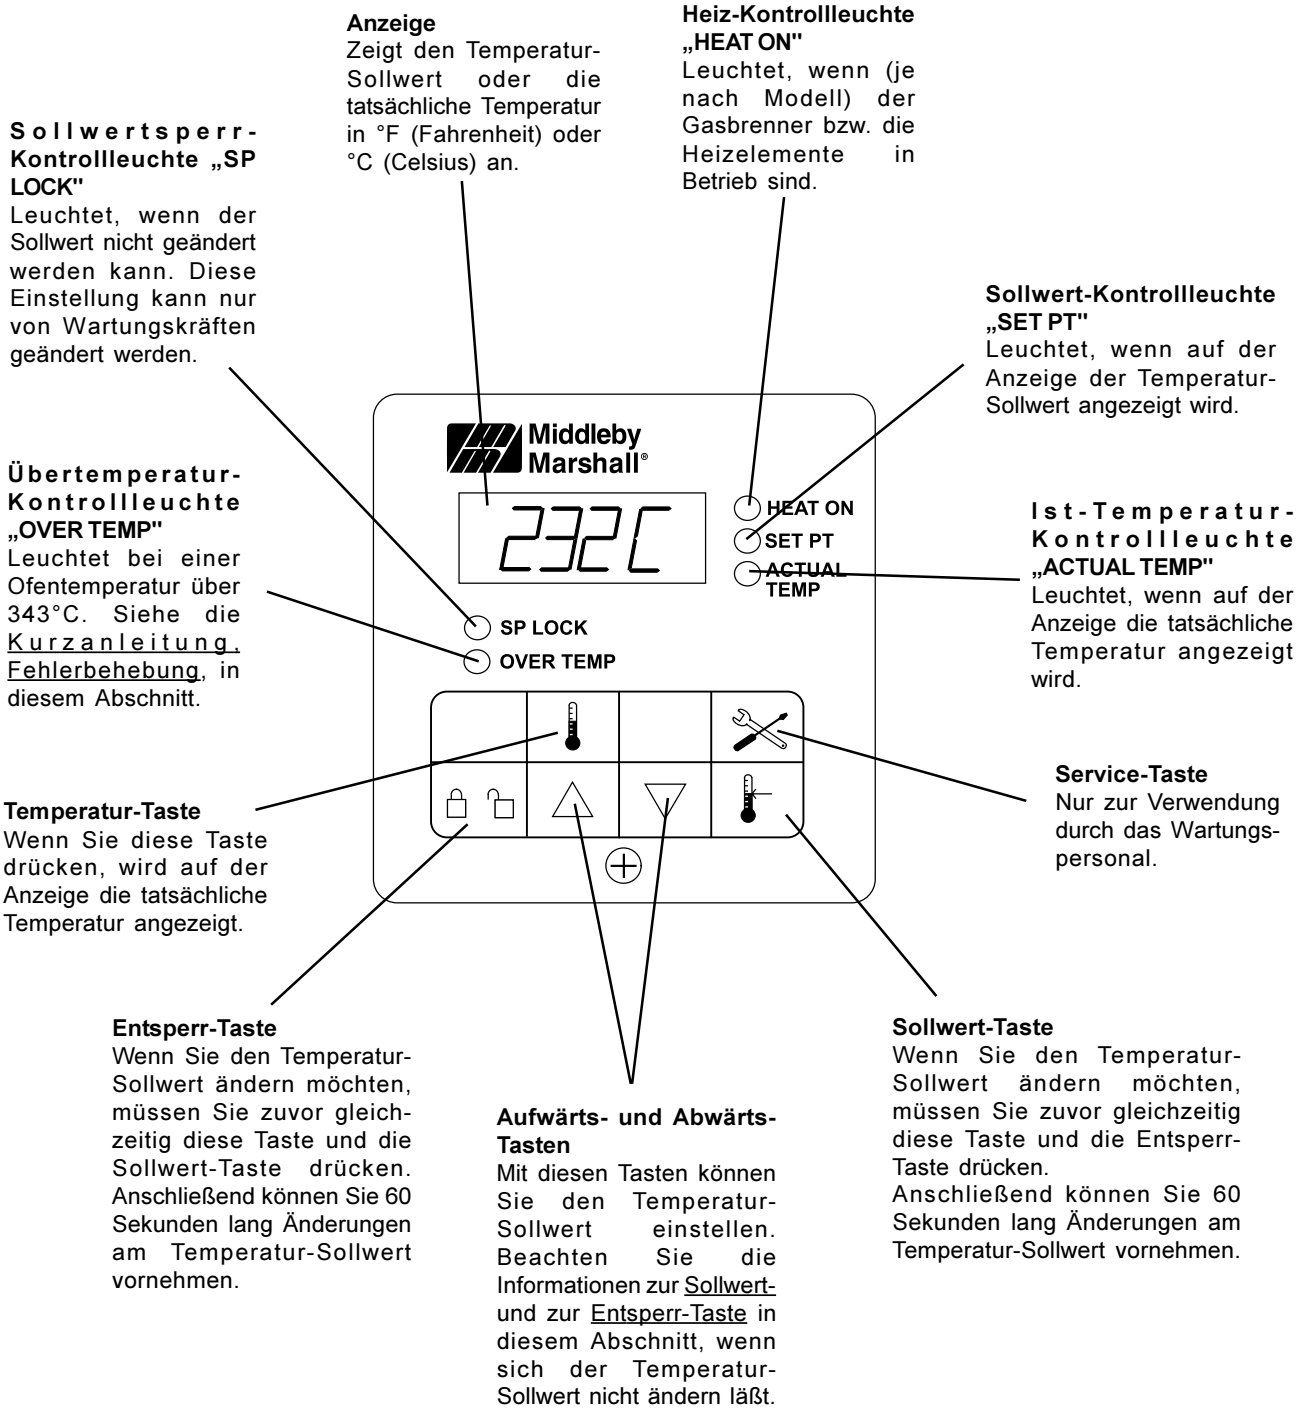 Anzeige
Zeigt den Temperatur-
Sollwert oder die
tatsächliche Temperatur
in °F (Fahrenheit) oder
°C (Celsius) an.
Heiz-Kontrollleuchte
„HEAT ON"
Leuchtet, wenn (je
nach Modell) der
Gasbrenner bzw. die
Heizelemente in
Betrieb sind.
Sollwertsperr-
Kontrollleuchte „SP
LOCK"
Leuchtet, wenn der
Sollwert nicht geändert
werden kann. Diese
Einstellung kann nur
von Wartungskräften
geändert werden.
Sollwert-Kontrollleuchte
„SET PT"
Leuchtet, wenn auf der
Anzeige der Temperatur-
Sollwert angezeigt wird.
Übertemperatur-
Kontrollleuchte
„OVER TEMP"
Leuchtet bei einer
Ofentemperatur über
343°C. Siehe die
Kurzanleitung,
Fehlerbehebung, in
diesem Abschnitt.
Middleby
Marshall®
232C
HEAT ON
SET PT
ACTUAL
TEMP
SP LOCK
OVER TEMP
Ist-Temperatur-
Kontrollleuchte
„ACTUAL TEMP"
Leuchtet, wenn auf der
Anzeige die tatsächliche
Temperatur angezeigt
wird.
Temperatur-Taste
Wenn Sie diese Taste
drücken, wird auf der
Anzeige die tatsächliche
Temperatur angezeigt.
Service-Taste
Nur zur Verwendung
durch das Wartungs-
personal.
Entsperr-Taste
Wenn Sie den Temperatur-
Sollwert ändern möchten,
müssen Sie zuvor gleich-
zeitig diese Taste und die
Sollwert-Taste drücken.
Anschließend können Sie 60
Sekunden lang Änderungen
am Temperatur-Sollwert
vornehmen.
Aufwärts- und Abwärts-
Tasten
Mit diesen Tasten können
Sie den Temperatur-
Sollwert einstellen.
Beachten Sie die
Informationen zur Sollwert-
und zur Entsperr-Taste in
diesem Abschnitt, wenn
sich der Temperatur-
Sollwert nicht ändern läßt.
Sollwert-Taste
Wenn Sie den Temperatur-
Sollwert ändern möchten,
müssen Sie zuvor gleichzeitig
diese Taste und die Entsperr-
Taste drücken.
Anschließend können Sie 60
Sekunden lang Änderungen am
Temperatur-Sollwert vornehmen.